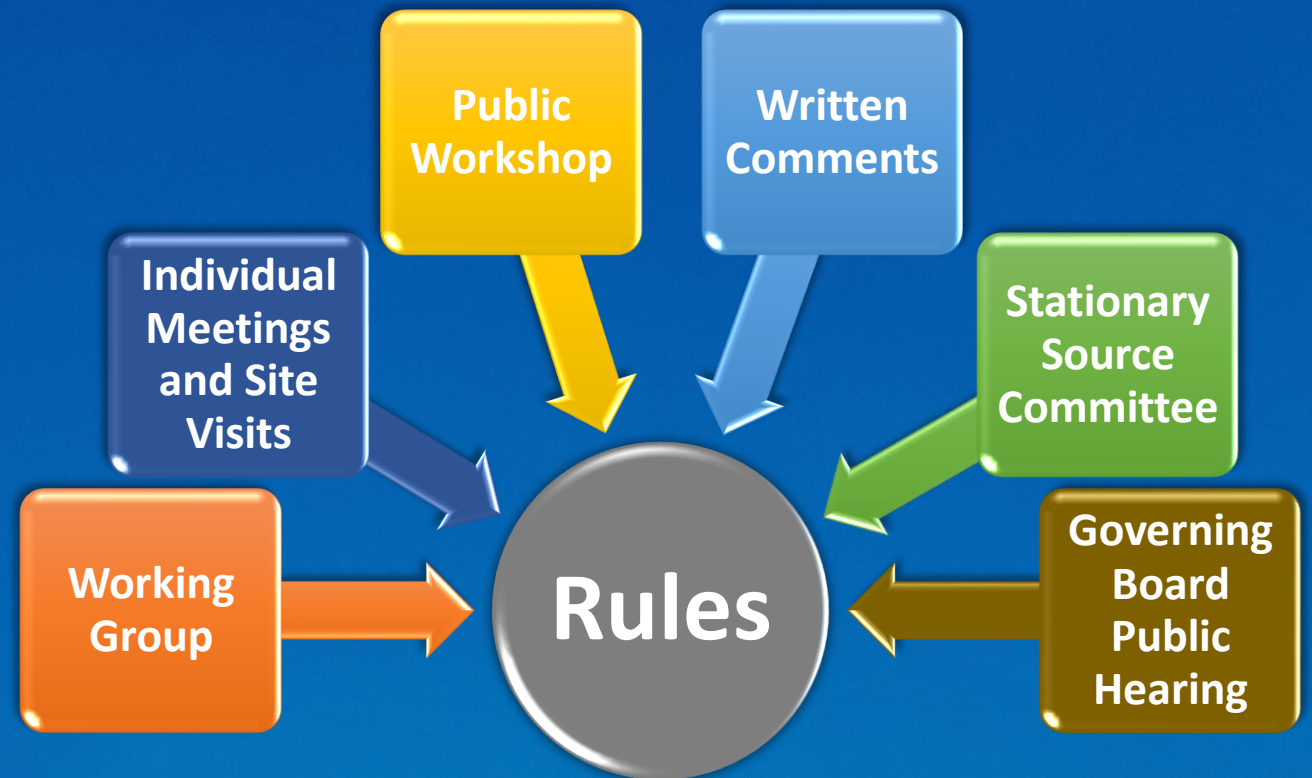 Public
Workshop
Written
Comments
Individual
Meetings
and Site
Visits
Stationary
Source
Committee
Working
Group
Rules
Governing
Board
Public
Hearing